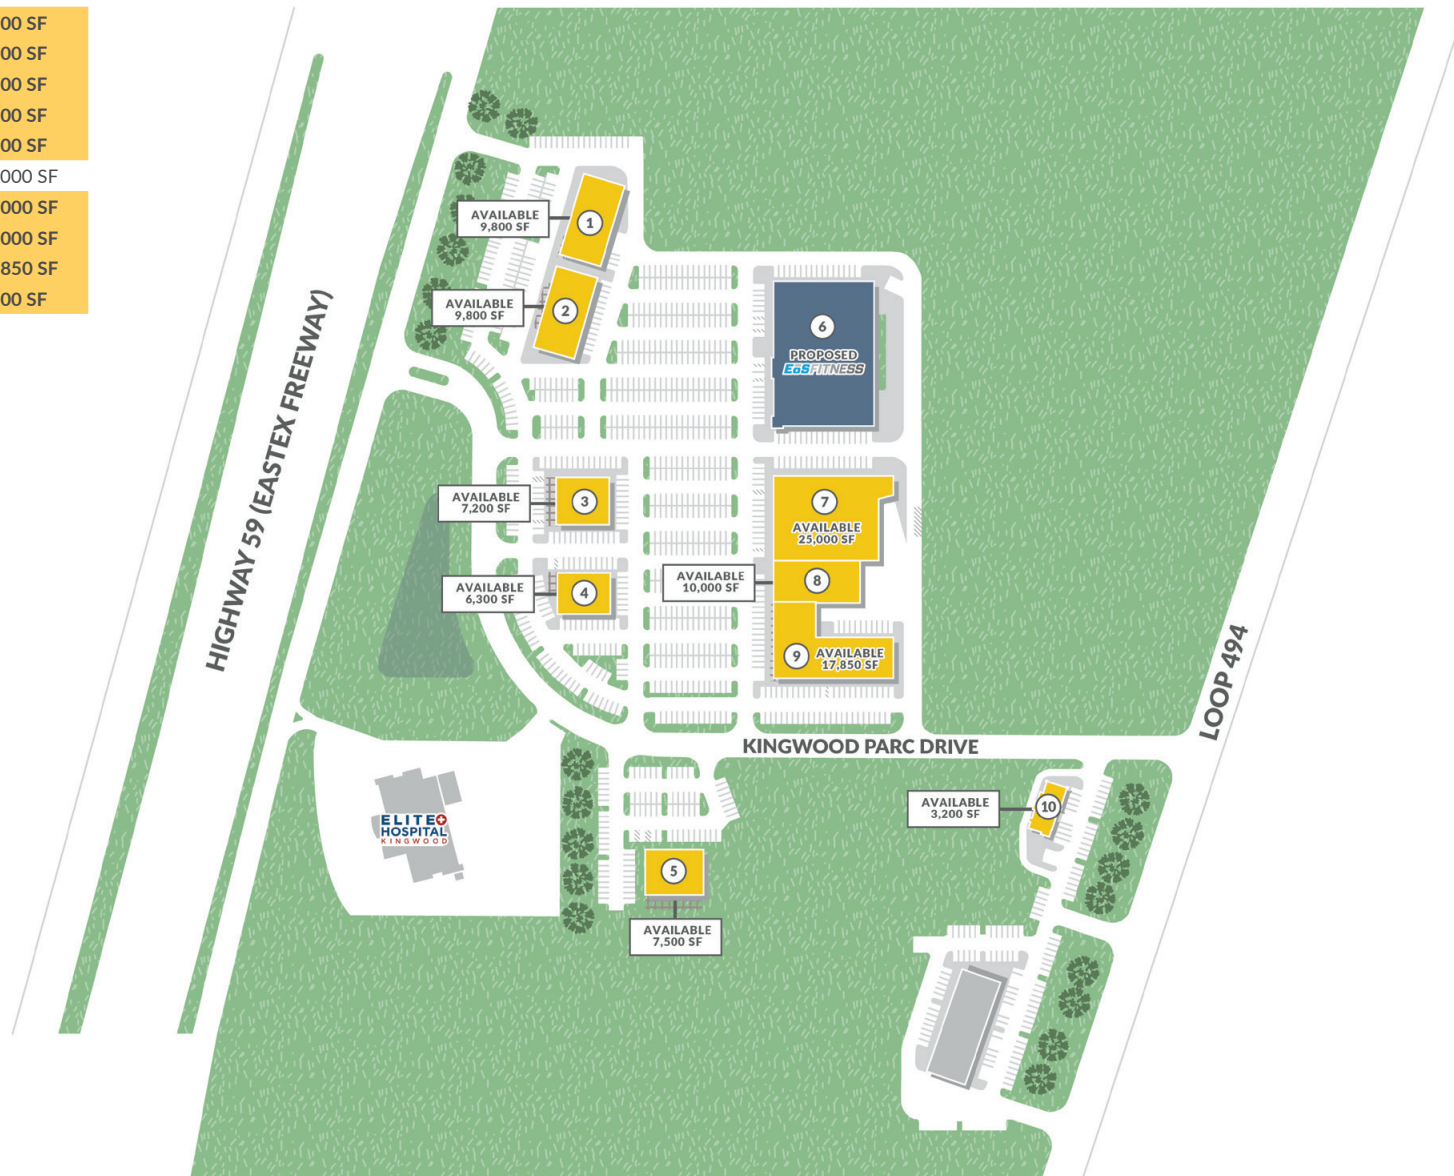 00 SF
00 SF
00 SF
00 SF
00 SF
000 SF
000 SF
000 SF
850 SF
00 SF
AVAILABLE
9,800 SF
1
AVAILABLE
9,800 SF
2
6
PROPOSED
EōS FITNESS
HIGHWAY 59 (EASTEX FREEWAY)
AVAILABLE
7,200 SF
3
7
AVAILABLE
25,000 SF
AVAILABLE
6,300 SF
4
AVAILABLE
10,000 SF
8
9
AVAILABLE
17,850 SF
LOOP 494
KINGWOOD PARC DRIVE
ELITE
HOSPITAL
KINGWOOD
AVAILABLE
3,200 SF
10
5
AVAILABLE
7,500 SF